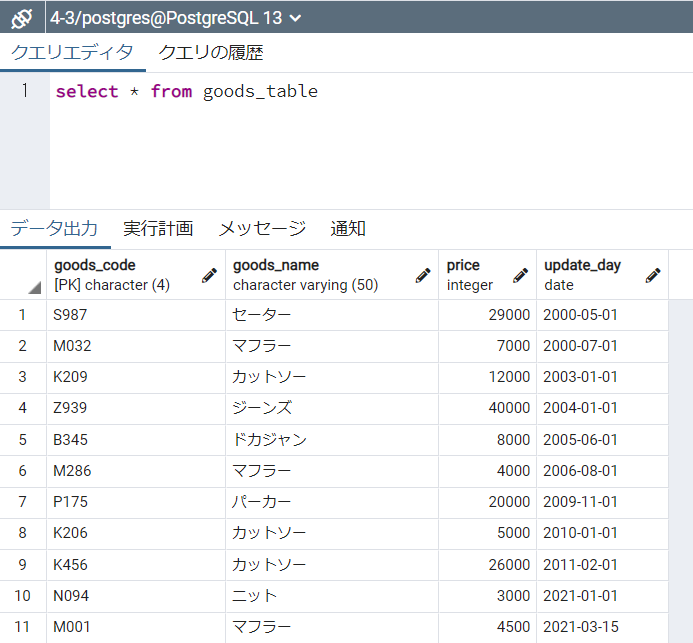 4-3/postgres@PostgreSQL 13
クエリエディタ クエリの履歴
1 select * from goods_table
データ出力 実行計画 メッセージ 通知
goods_code goods_name price update_day
[PK] character (4) character varying (50) integer date
1 S987 セーター 29000 2000-05-01
2 M032 マフラー 7000 2000-07-01
3 K209 カットソー 12000 2003-01-01
4 Z939 ジーンズ 40000 2004-01-01
5 B345 ドカジャン 8000 2005-06-01
6 M286 マフラー 4000 2006-08-01
7 P175 パーカー 20000 2009-11-01
8 K206 カットソー 5000 2010-01-01
9 K456 カットソー 26000 2011-02-01
10 N094 ニット 3000 2021-01-01
11 M001 マフラー 4500 2021-03-15